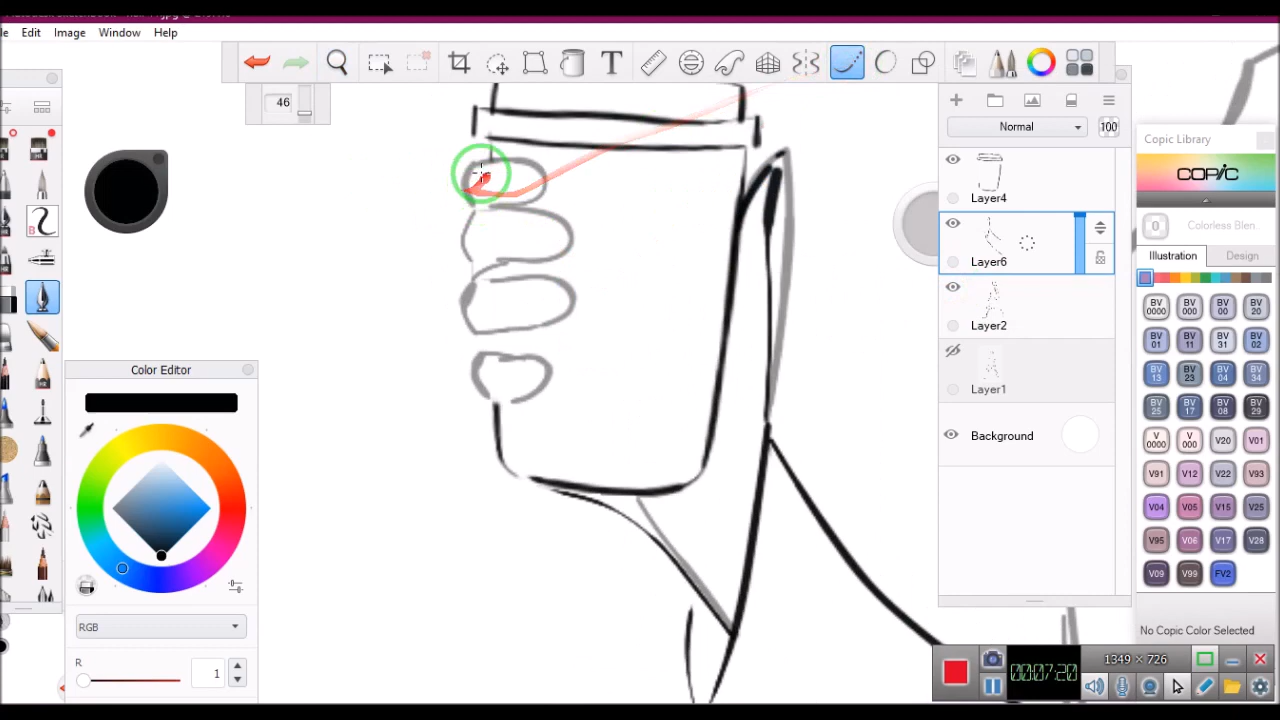 Edit Image Window Help
46
T
Normal
100
Copic Library
COPIC
Layer4
0
Colorless Blen..
Layer6
Illustration
Design
Layer2
BV 0000
BV 000
BV 00
BV 20
BV 01
BV 11
BV 31
BV 02
Layer1
BV 13
BV 23
BV 04
BV 34
BV 25
BV 17
BV 08
BV 29
Background
V 0000
V 000
V20
V01
V91
V12
V22
V93
V04
V05
V15
V25
V95
V06
V17
V28
V09
V99
FV2
No Copic Color Selected
Color Editor
RGB
R
1
1349 × 726
00:07:20